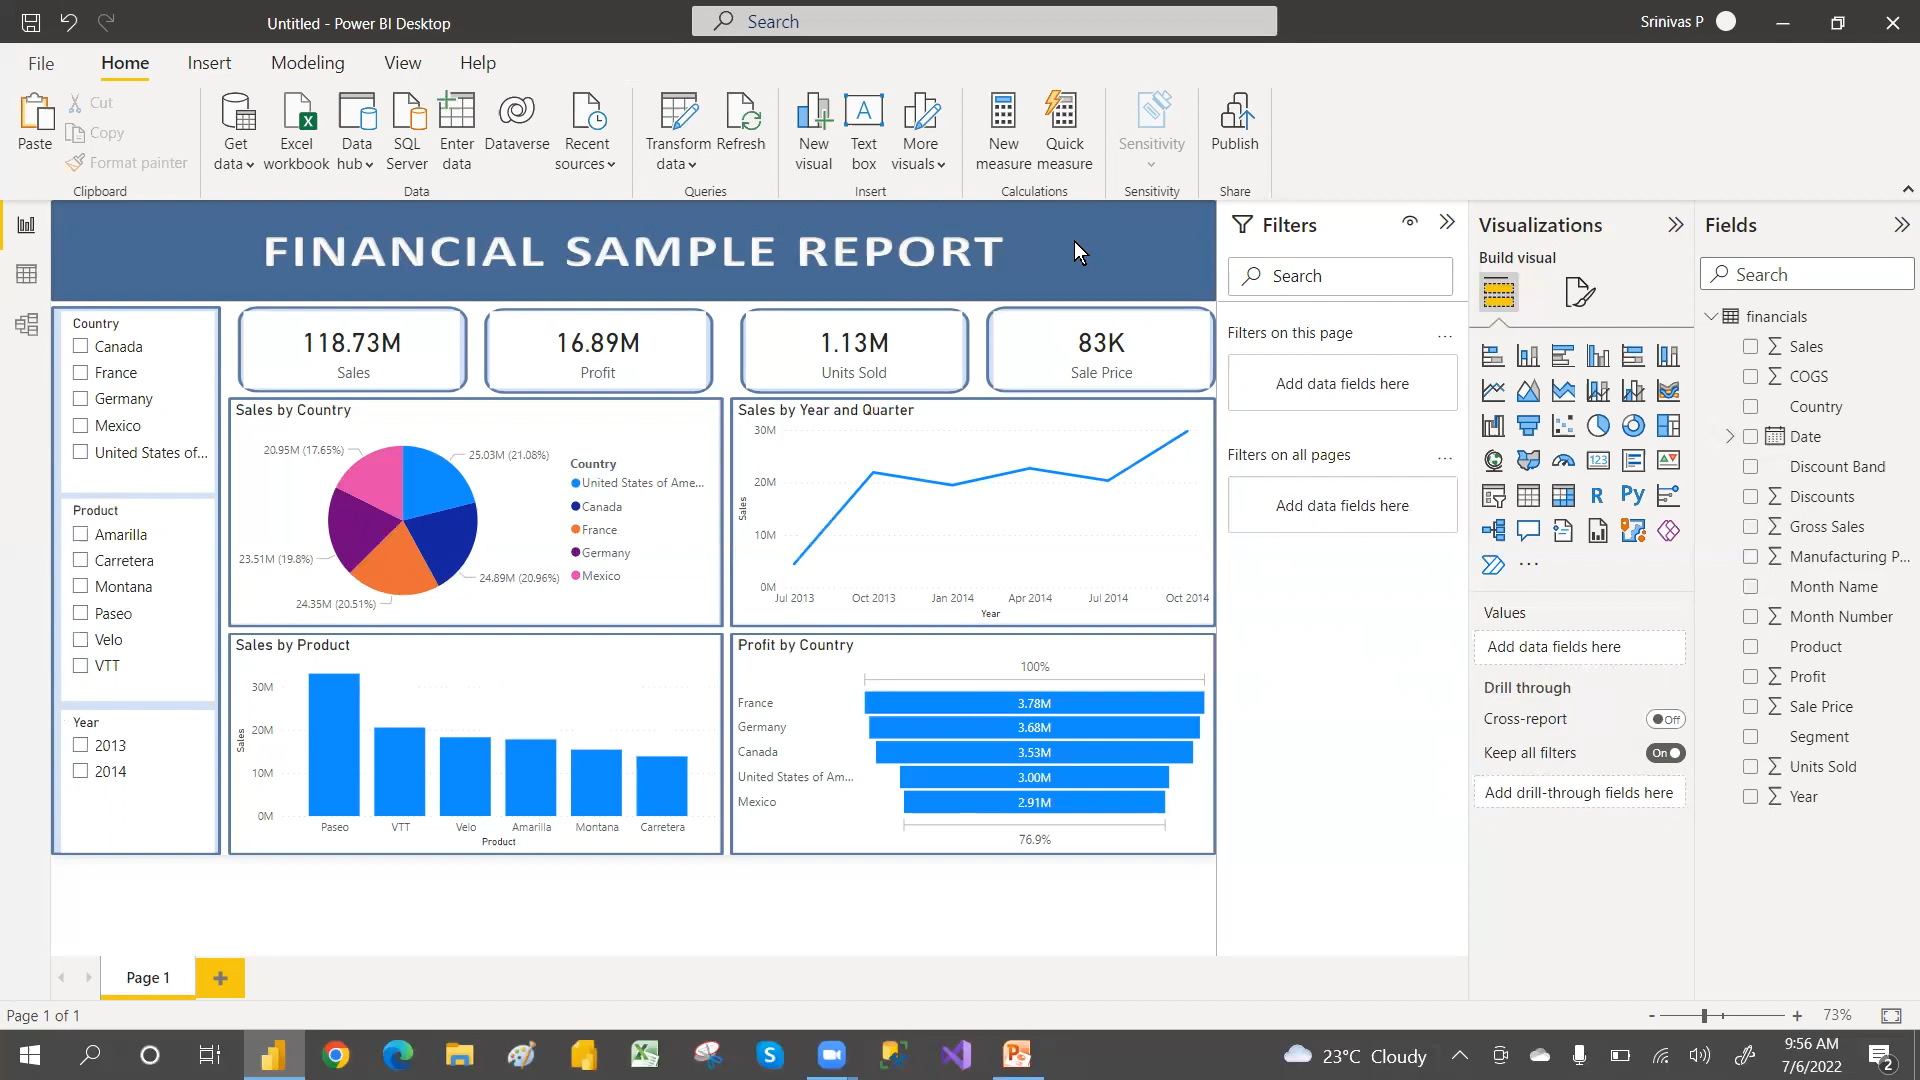 Untitled - Power BI Desktop
Search
Srinivas P
File
Home
Insert
Modeling
View
Help
Paste
Cut
Copy
Format painter
Clipboard
Get data
Excel workbook
Data hub
SQL Server
Enter data
Dataverse
Recent sources
Data
Transform data
Refresh
Queries
New visual
Text box
More visuals
Insert
New measure
Quick measure
Calculations
Sensitivity
Sensitivity
Publish
Share
FINANCIAL SAMPLE REPORT
Country
Canada
France
Germany
Mexico
United States of...
Product
Amarilla
Carretera
Montana
Paseo
Velo
VTT
Year
2013
2014
118.73M
Sales
16.89M
Profit
1.13M
Units Sold
83K
Sale Price
Sales by Country
20.95M (17.65%)
25.03M (21.08%)
23.51M (19.8%)
24.89M (20.96%)
24.35M (20.51%)
Country
United States of Ame...
Canada
France
Germany
Mexico
Sales by Year and Quarter
30M
20M
10M
0M
Sales
Jul 2013 Oct 2013 Jan 2014 Apr 2014 Jul 2014 Oct 2014
Year
Sales by Product
30M
20M
10M
0M
Sales
Paseo VTT Velo Amarilla Montana Carretera
Product
Profit by Country
100%
France 3.78M
Germany 3.68M
Canada 3.53M
United States of Am... 3.00M
Mexico 2.91M
76.9%
Filters
Search
Filters on this page ...
Add data fields here
Filters on all pages ...
Add data fields here
Visualizations
Build visual
123
R
Py
...
Values
Add data fields here
Drill through
Cross-report Off
Keep all filters On
Add drill-through fields here
Fields
Search
financials
Sales
COGS
Country
Date
Discount Band
Discounts
Gross Sales
Manufacturing P...
Month Name
Month Number
Product
Profit
Sale Price
Segment
Units Sold
Year
Page 1
Page 1 of 1
- + 73%
23°C Cloudy
9:56 AM
7/6/2022
2